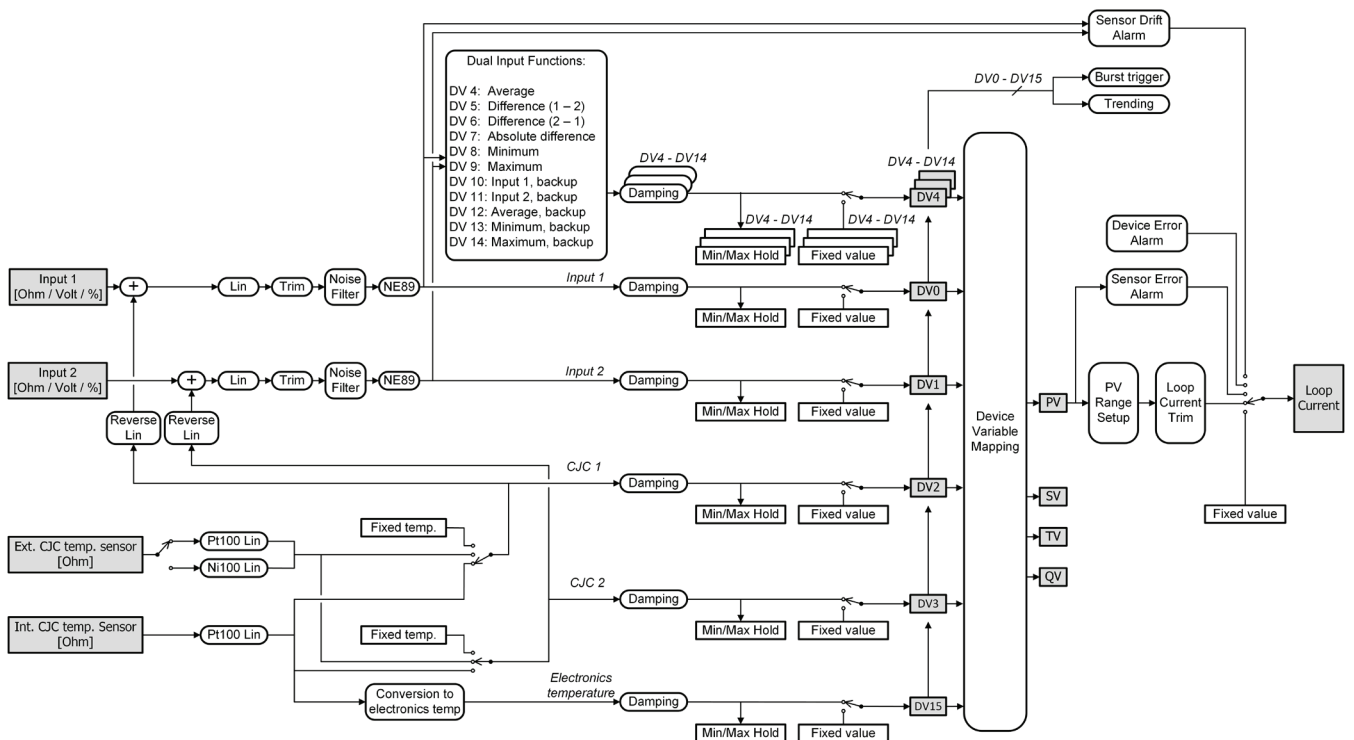 Sensor Drift
Alarm
Dual Input Functions:
DV 4: Average
DV 5: Difference (1 – 2)
DV 6: Difference (2 – 1)
DV 7: Absolute difference
DV 8: Minimum
DV 9: Maximum
DV 10: Input 1, backup
DV 11: Input 2, backup
DV 12: Average, backup
DV 13: Minimum, backup
DV 14: Maximum, backup
DV0 - DV15
Burst trigger
Trending
DV4 - DV14
Damping
DV4 - DV14
DV4
DV4 - DV14
Min/Max Hold
DV4 - DV14
Fixed value
Device Error
Alarm
Sensor Error
Alarm
Input 1
[Ohm / Volt / %]
+
Lin
Trim
Noise
Filter
NE89
Input 1
Damping
Min/Max Hold
Fixed value
DV0
Input 2
[Ohm / Volt / %]
+
Lin
Trim
Noise
Filter
NE89
Input 2
Damping
Min/Max Hold
Fixed value
DV1
Reverse
Lin
Reverse
Lin
Device
Variable
Mapping
PV
PV
Range
Setup
Loop
Current
Trim
Loop
Current
SV
TV
QV
Fixed value
CJC 1
Damping
Min/Max Hold
Fixed value
DV2
Ext. CJC temp. sensor
[Ohm]
Pt100 Lin
Ni100 Lin
Fixed temp.
CJC 2
Damping
Min/Max Hold
Fixed value
DV3
Int. CJC temp. Sensor
[Ohm]
Pt100 Lin
Fixed temp.
Conversion to
electronics temp
Electronics
temperature
Damping
Min/Max Hold
Fixed value
DV15